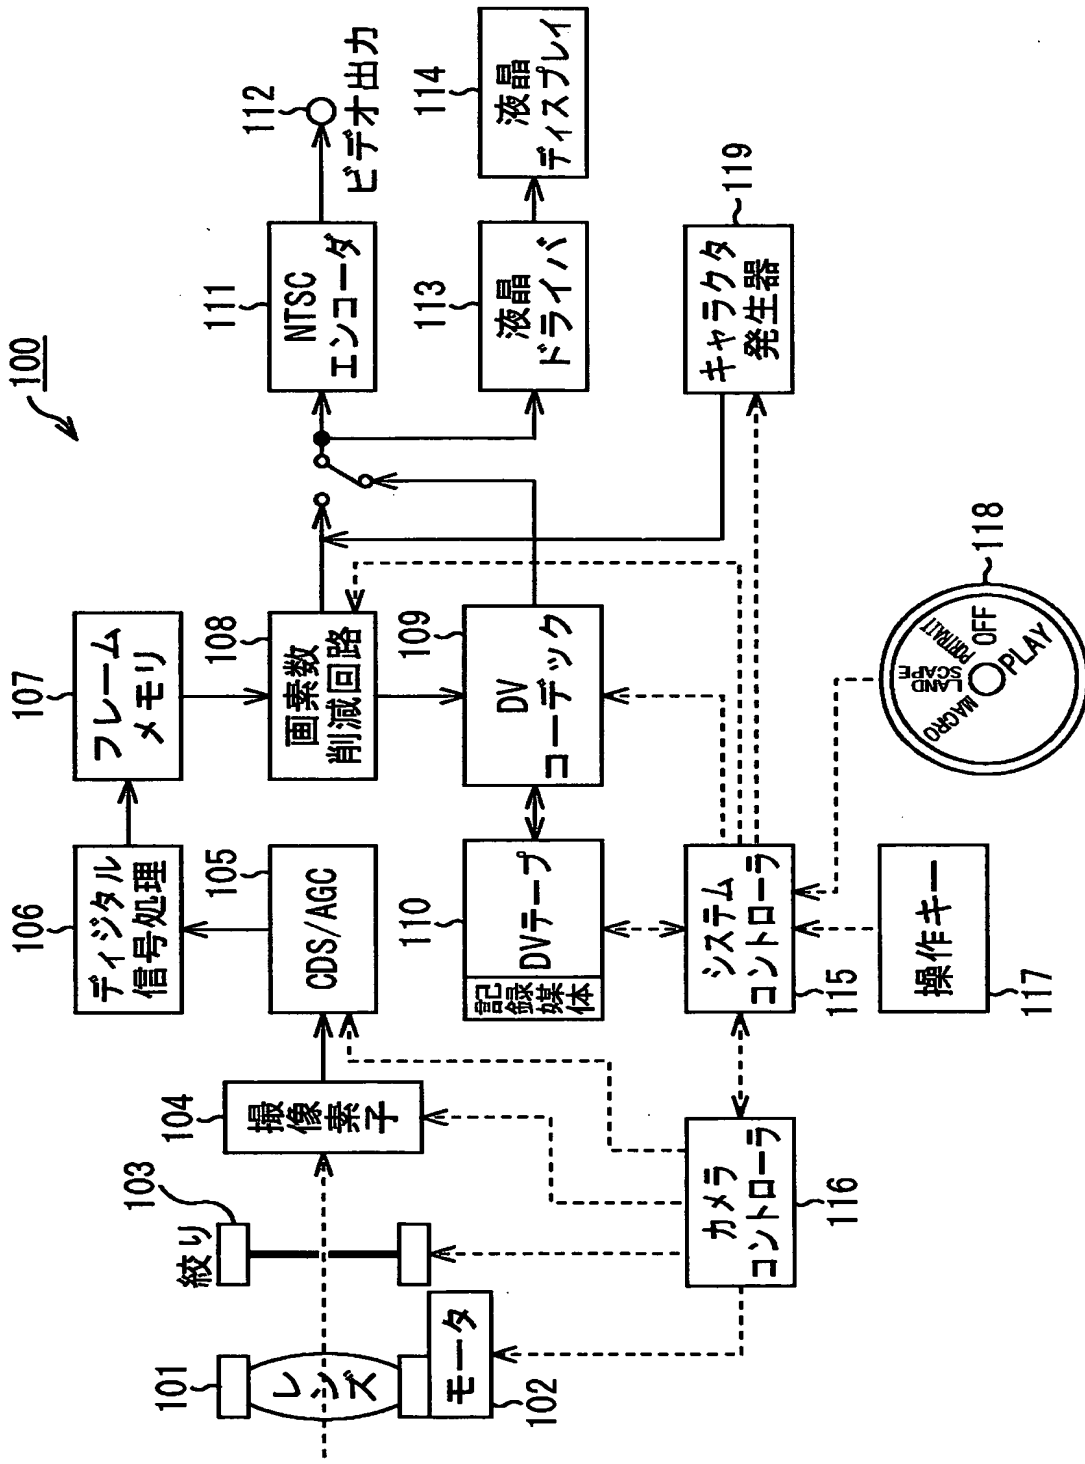 100
101
レンズ
102
モータ
絞り
103
104
撮像素子
105
CDS/AGC
106
ディジタル
信号処理
107
フレーム
メモリ
108
画素数
削減回路
109
DV
コーデック
110
記録媒体
DVテープ
111
NTSC
エンコーダ
112
ビデオ出力
113
液晶
ドライバ
114
液晶
ディスプレイ
115
システム
コントローラ
116
カメラ
コントローラ
117
操作キー
118
MACRO
LAND
SCAPE
PORTRAIT
OFF
PLAY
119
キャラクタ
発生器